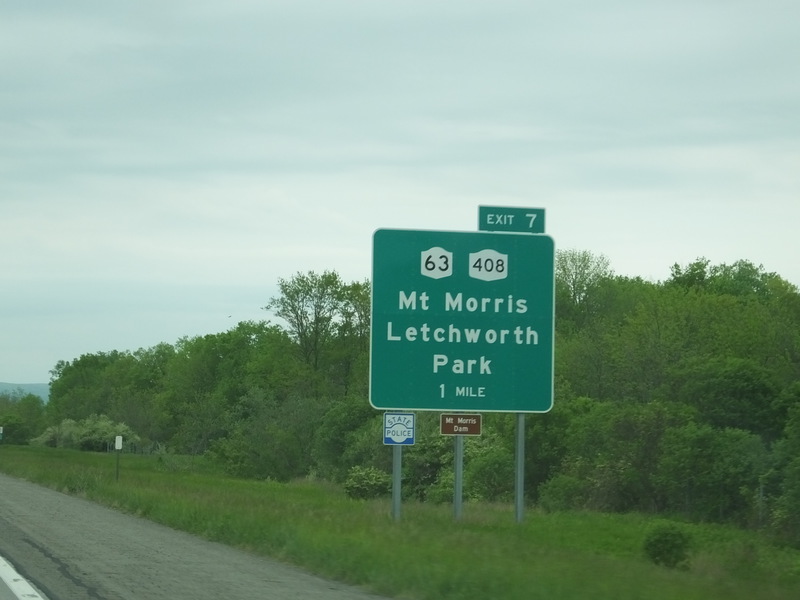 EXIT 7
63 408
Mt Morris
Letchworth
Park
1 MILE
STATE
POLICE
Mt Morris
Dam